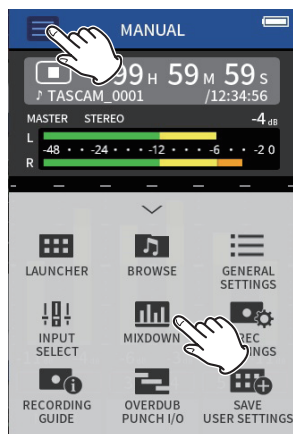 MANUAL
99 H 59 M 59 S
♪ TASCAM_0001 /12:34:56
MASTER STEREO -4 dB
L
-48 · · -24 · · · -12 · · · -6 · · -2 0
R
LAUNCHER BROWSE GENERAL
SETTINGS
INPUT MIXDOWN REC
SELECT
RECORDING OVERDUB SAVE
GUIDE PUNCH I/O USER SETTINGS